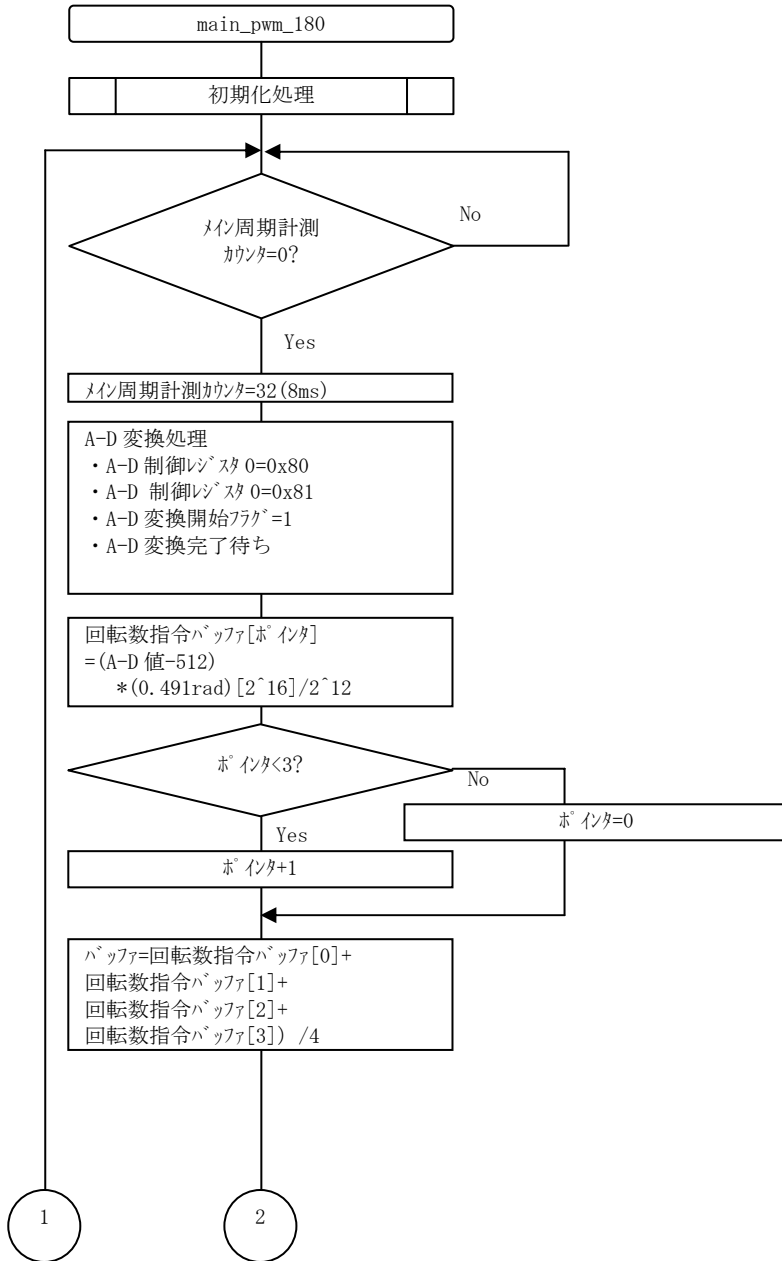 main_pwm_180
初期化処理
No
ﾒｲﾝ周期計測
ｶｳﾝﾀ=0?
Yes
ﾒｲﾝ周期計測ｶｳﾝﾀ=32(8ms)
A-D 変換処理
・A-D 制御ﾚｼﾞｽﾀ 0=0x80
・A-D 制御ﾚｼﾞｽﾀ 0=0x81
・A-D 変換開始ﾌﾗｸﾞ=1
・A-D 変換完了待ち
回転数指令ﾊﾞｯﾌｧ[ﾎﾟｲﾝﾀ]
=(A-D 値-512)
*(0.491rad)[2^16]/2^12
ﾎﾟｲﾝﾀ<3?
No
ﾎﾟｲﾝﾀ=0
Yes
ﾎﾟｲﾝﾀ+1
ﾊﾞｯﾌｧ=回転数指令ﾊﾞｯﾌｧ[0]+
回転数指令ﾊﾞｯﾌｧ[1]+
回転数指令ﾊﾞｯﾌｧ[2]+
回転数指令ﾊﾞｯﾌｧ[3]) /4
1
2